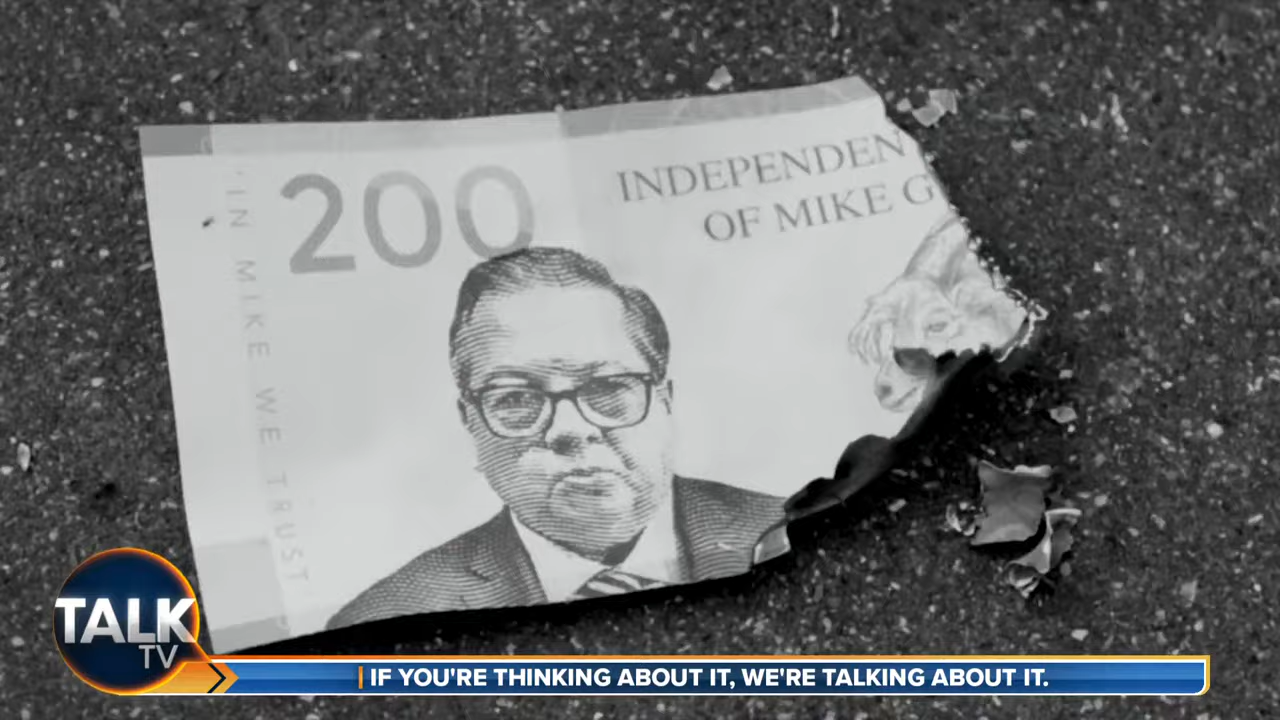 200
INDEPENDEN
OF MIKE G
'IN MIKE WE TRUST'
TALK
TV
IF YOU'RE THINKING ABOUT IT, WE'RE TALKING ABOUT IT.